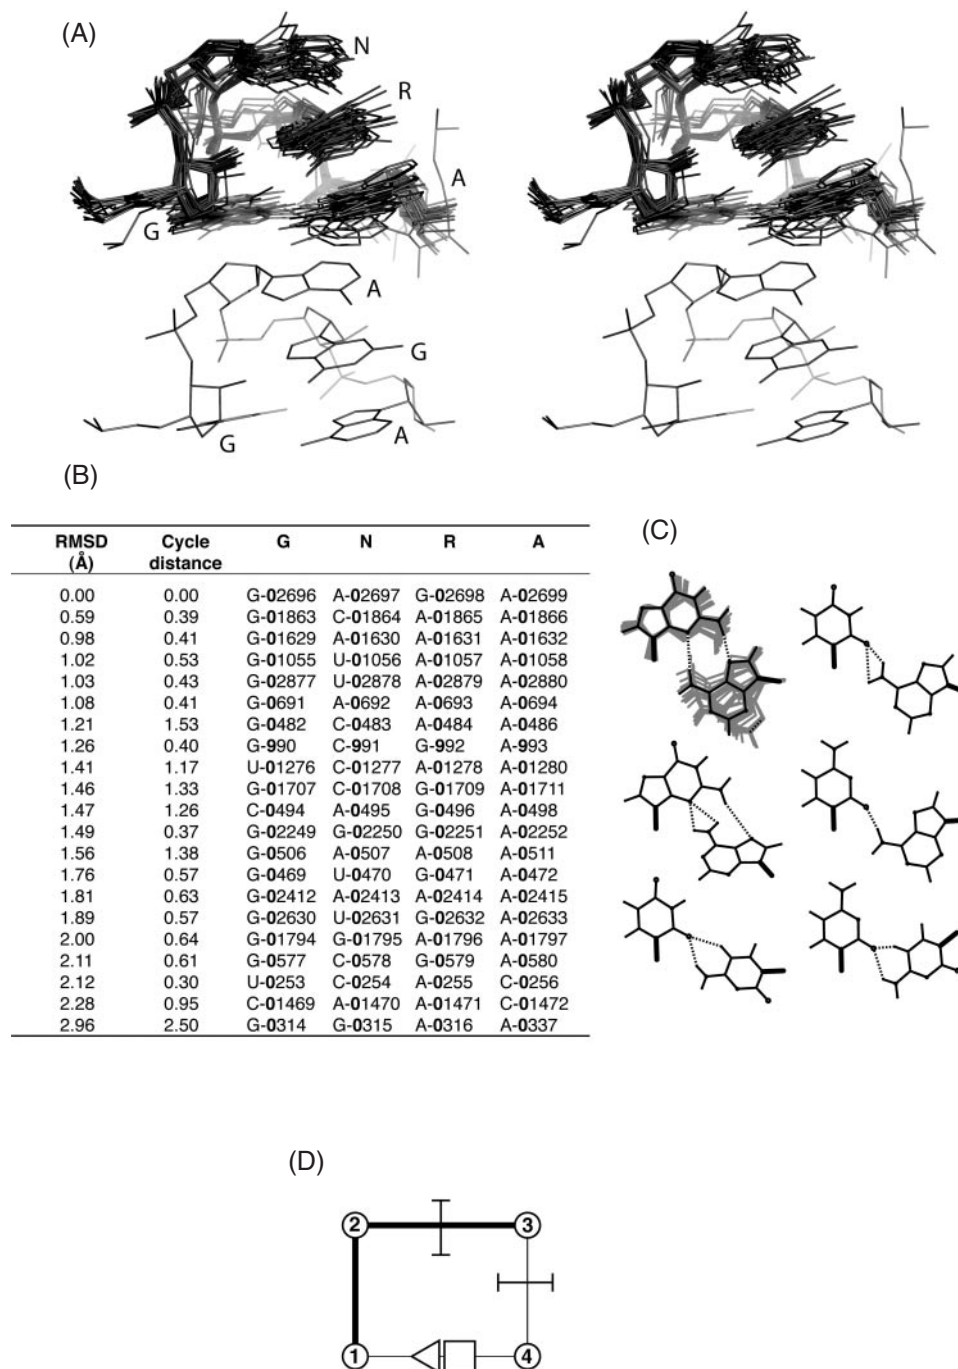 (A)
N
R
A
G
A
G
G
A
(B)
RMSD (Å) Cycle distance G N R A
0.00 0.00 G-02696 A-02697 G-02698 A-02699
0.59 0.39 G-01863 C-01864 A-01865 A-01866
0.98 0.41 G-01629 A-01630 A-01631 A-01632
1.02 0.53 G-01055 U-01056 A-01057 A-01058
1.03 0.43 G-02877 U-02878 A-02879 A-02880
1.08 0.41 G-0691 A-0692 A-0693 A-0694
1.21 1.53 G-0482 C-0483 A-0484 A-0486
1.26 0.40 G-990 C-991 G-992 A-993
1.41 1.17 U-01276 C-01277 A-01278 A-01280
1.46 1.33 G-01707 C-01708 G-01709 A-01711
1.47 1.26 C-0494 A-0495 G-0496 A-0498
1.49 0.37 G-02249 G-02250 G-02251 A-02252
1.56 1.38 G-0506 A-0507 A-0508 A-0511
1.76 0.57 G-0469 U-0470 G-0471 A-0472
1.81 0.63 G-02412 A-02413 A-02414 A-02415
1.89 0.57 G-02630 U-02631 G-02632 A-02633
2.00 0.64 G-01794 G-01795 A-01796 A-01797
2.11 0.61 G-0577 C-0578 G-0579 A-0580
2.12 0.30 U-0253 C-0254 A-0255 C-0256
2.28 0.95 C-01469 A-01470 A-01471 C-01472
2.96 2.50 G-0314 G-0315 A-0316 A-0337
(C)
(D)
2 3
1 4